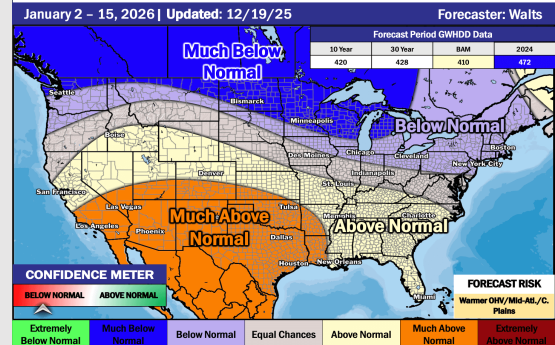 January 2 – 15, 2026| Updated: 12/19/25
Forecaster: Walts
Forecast Period GWHDD Data
10 Year 30 Year BAM 2024
420 428 410 472
Much Below
Normal
Seattle
Bismarck
Minneapolis
Below Normal
Boise
Boston
Des Moines
Chicago
Cleveland
New York City
Denver
Indianapolis
St. Louis
San Francisco
Las Vegas
Los Angeles
Phoenix
Much Above
Normal
Tulsa
Memphis
Charlotte
Above Normal
Dallas
Houston
New Orleans
Miami
CONFIDENCE METER
BELOW NORMAL
ABOVE NORMAL
FORECAST RISK
Warmer OHV/Mid-Atl./C.
Plains
Extremely
Below Normal
Much Below
Normal
Below Normal
Equal Chances
Above Normal
Much Above
Normal
Extremely
Above Normal